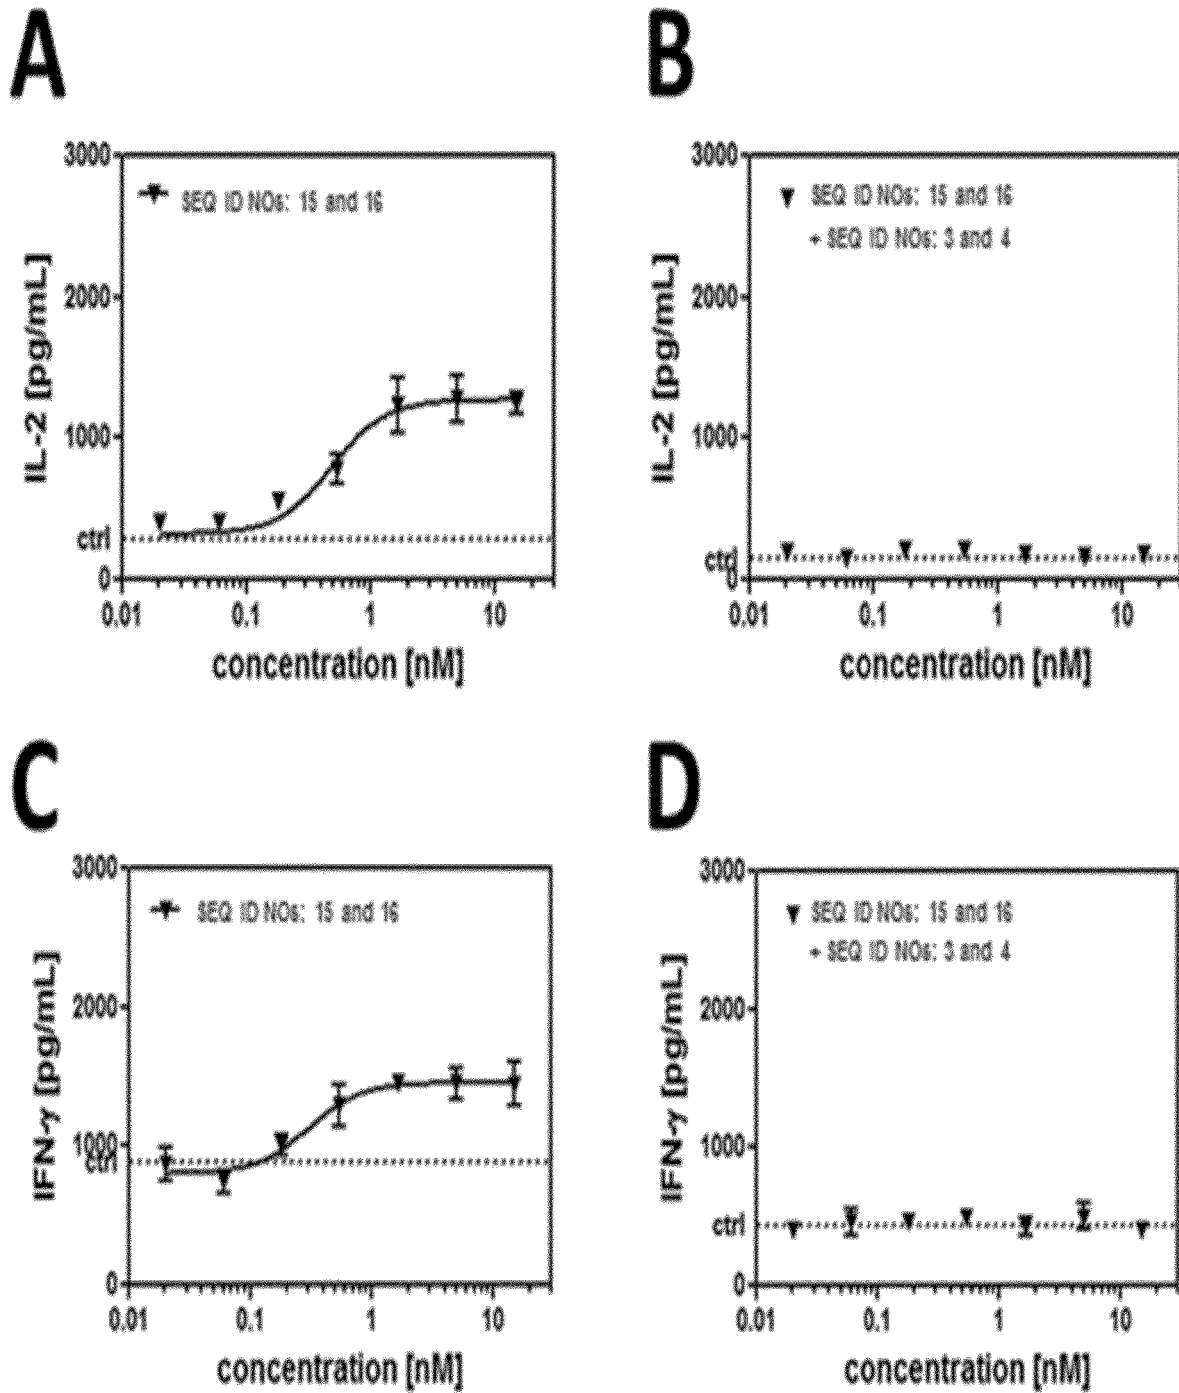 A
3000
2000
1000
ctrl
0
IL-2 [pg/mL]
SEQ ID NOs: 15 and 16
0.01
0.1
1
10
concentration [nM]
B
3000
2000
1000
ctrl
0
IL-2 [pg/mL]
SEQ ID NOs: 15 and 16
+ SEQ ID NOs: 3 and 4
0.01
0.1
1
10
concentration [nM]
C
3000
2000
1000
ctrl
0
IFN-γ [pg/mL]
SEQ ID NOs: 15 and 16
0.01
0.1
1
10
concentration [nM]
D
3000
2000
1000
ctrl
0
IFN-γ [pg/mL]
SEQ ID NOs: 15 and 16
+ SEQ ID NOs: 3 and 4
0.01
0.1
1
10
concentration [nM]